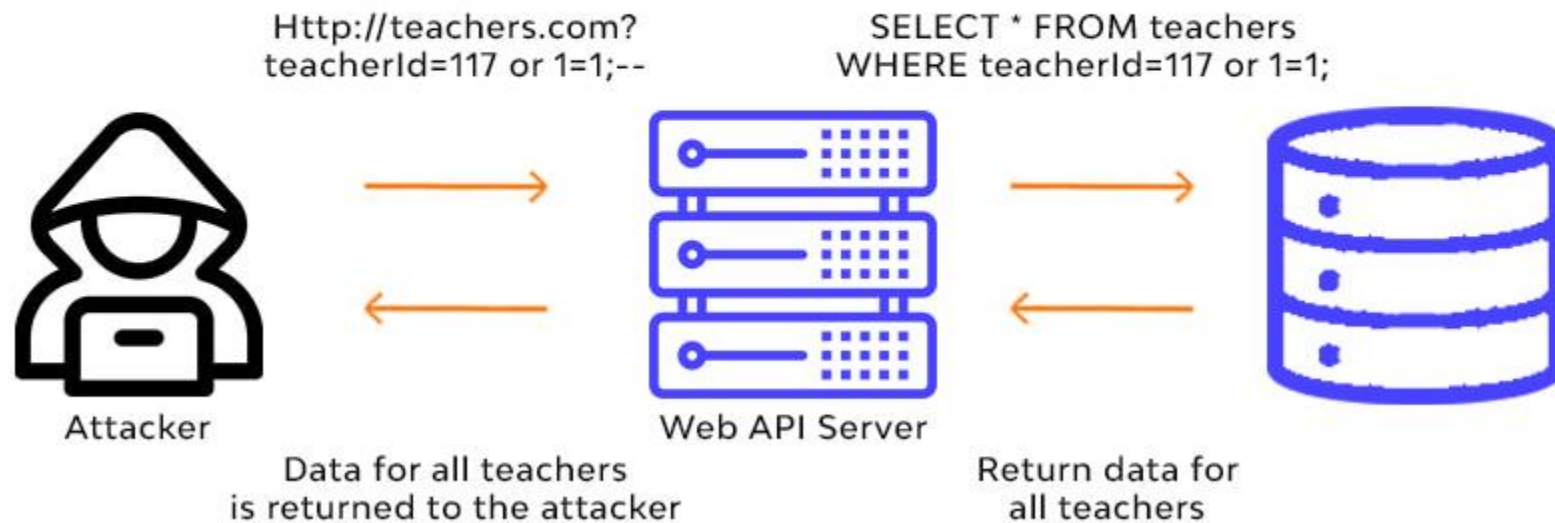 Http://teachers.com?
teacherId=117 or 1=1;--
SELECT * FROM teachers
WHERE teacherId=117 or 1=1;
Attacker
Web API Server
Data for all teachers
is returned to the attacker
Return data for
all teachers